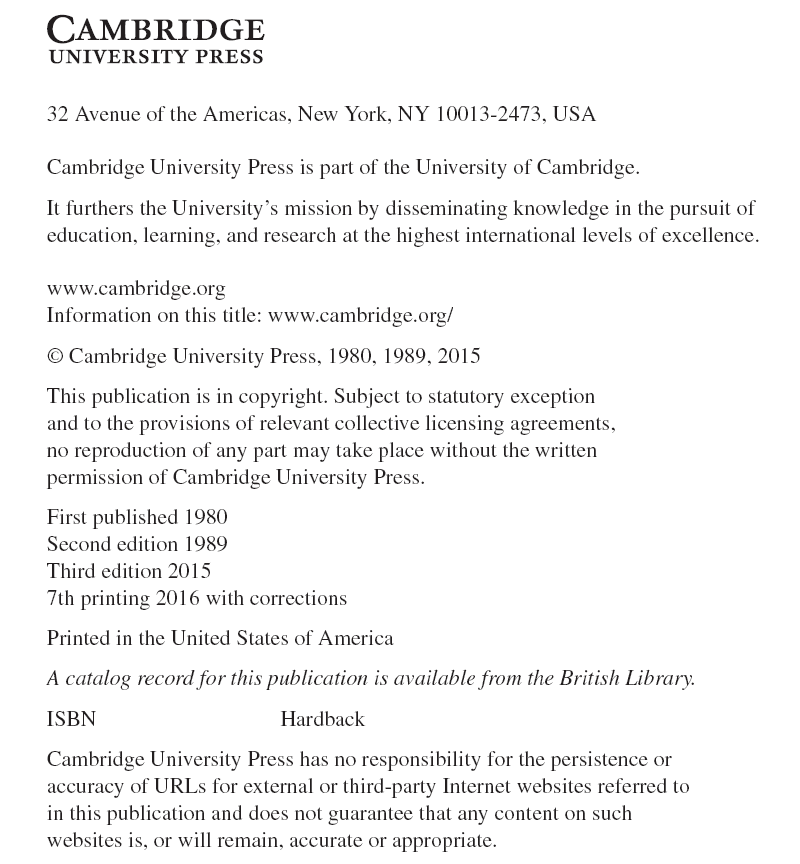 CAMBRIDGE
UNIVERSITY PRESS
32 Avenue of the Americas, New York, NY 10013-2473, USA
Cambridge University Press is part of the University of Cambridge.
It furthers the University’s mission by disseminating knowledge in the pursuit of
education, learning, and research at the highest international levels of excellence.
www.cambridge.org
Information on this title: www.cambridge.org/
© Cambridge University Press, 1980, 1989, 2015
This publication is in copyright. Subject to statutory exception
and to the provisions of relevant collective licensing agreements,
no reproduction of any part may take place without the written
permission of Cambridge University Press.
First published 1980
Second edition 1989
Third edition 2015
7th printing 2016 with corrections
Printed in the United States of America
A catalog record for this publication is available from the British Library.
ISBN Hardback
Cambridge University Press has no responsibility for the persistence or
accuracy of URLs for external or third-party Internet websites referred to
in this publication and does not guarantee that any content on such
websites is, or will remain, accurate or appropriate.